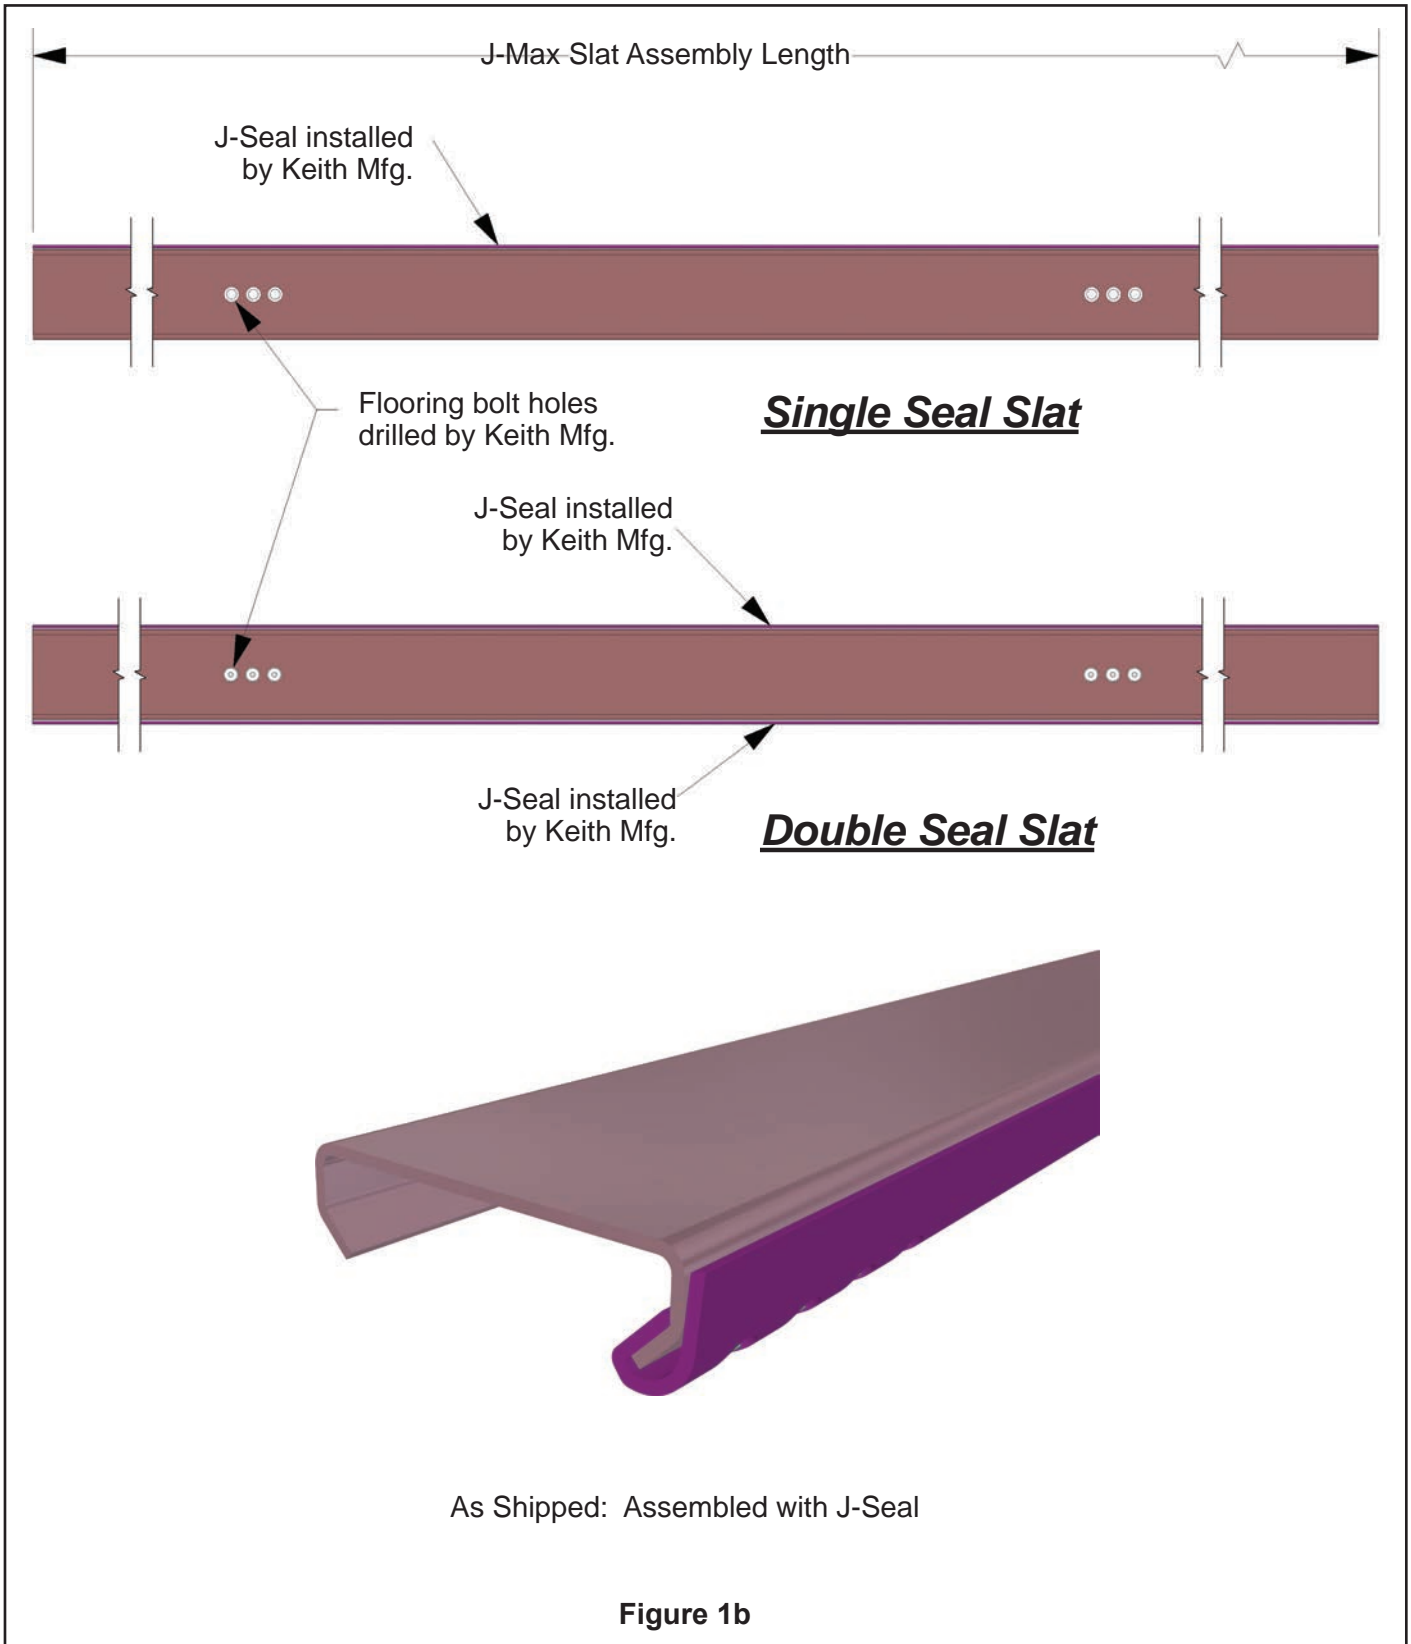 J-Max Slat Assembly Length
J-Seal installed
by Keith Mfg.
Flooring bolt holes
drilled by Keith Mfg.
Single Seal Slat
J-Seal installed
by Keith Mfg.
J-Seal installed
by Keith Mfg.
Double Seal Slat
As Shipped:  Assembled with J-Seal
Figure 1b